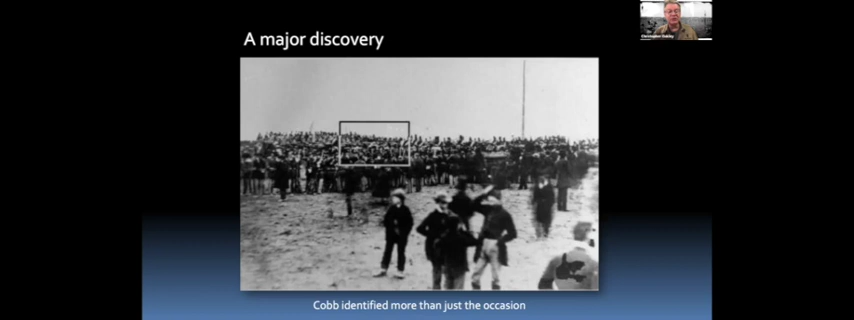 A major discovery
Cobb identified more than just the occasion